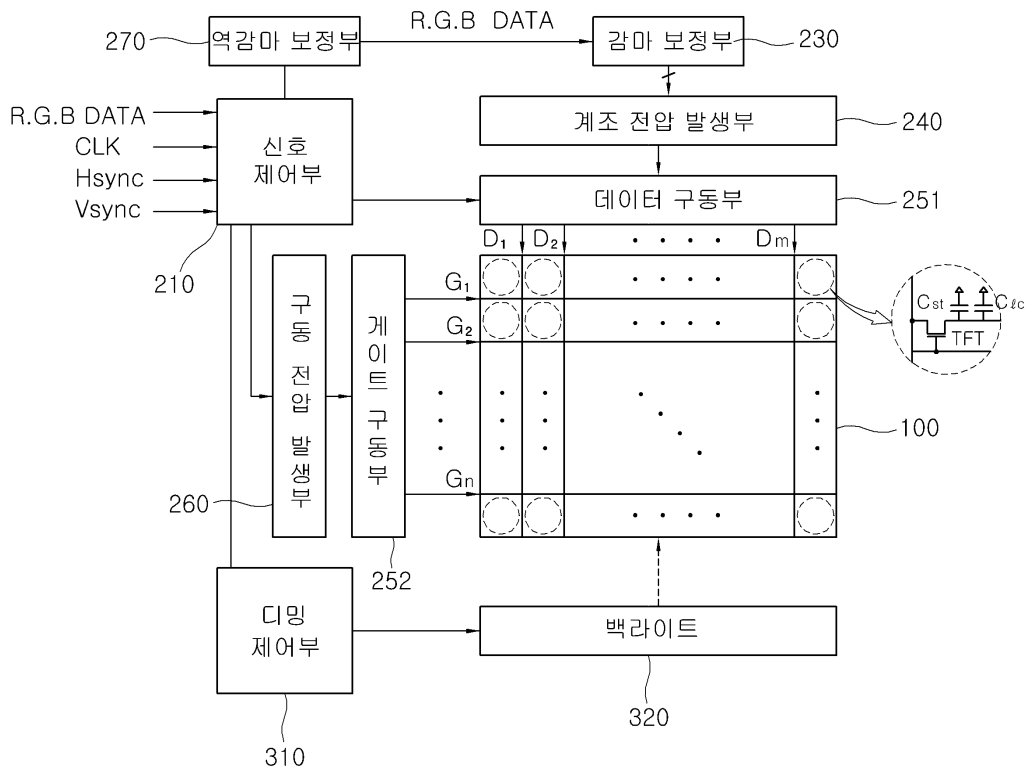 R.G.B DATA
270
역감마 보정부
감마 보정부
230
R.G.B DATA
CLK
Hsync
Vsync
신호
제어부
210
계조 전압 발생부
240
데이터 구동부
251
D1
D2
Dm
G1
G2
Gn
구동 전압 발생부
260
게이트 구동부
252
Cst
Cℓc
TFT
100
디밍
제어부
310
백라이트
320